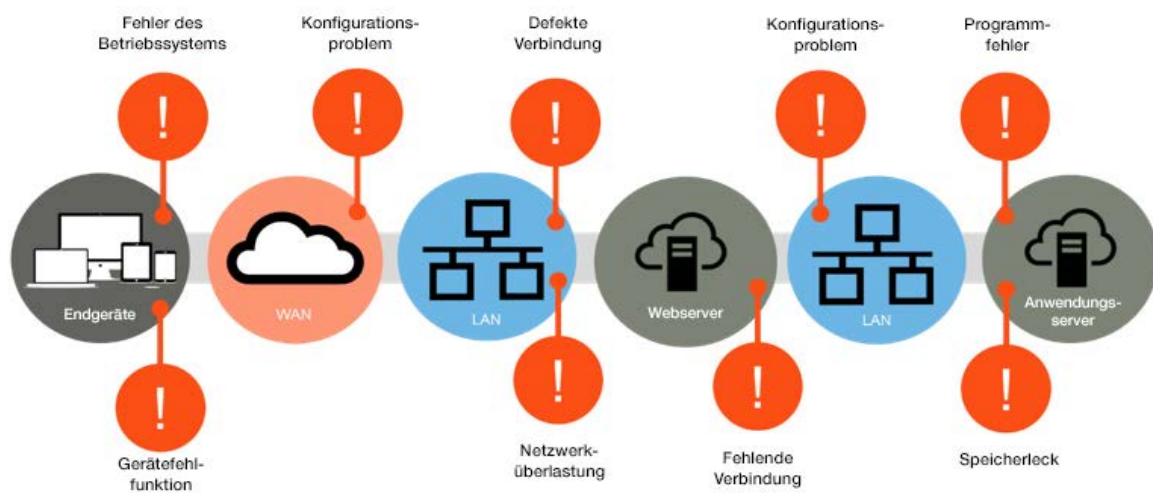 Fehler des
Betriebssystems
Konfigurations-
problem
Defekte
Verbindung
Konfigurations-
problem
Programm-
fehler
!
!
!
!
!
Endgeräte
WAN
LAN
Webserver
LAN
Anwendungs-
server
!
!
!
!
Gerätefehl-
funktion
Netzwerk-
überlastung
Fehlende
Verbindung
Speicherleck